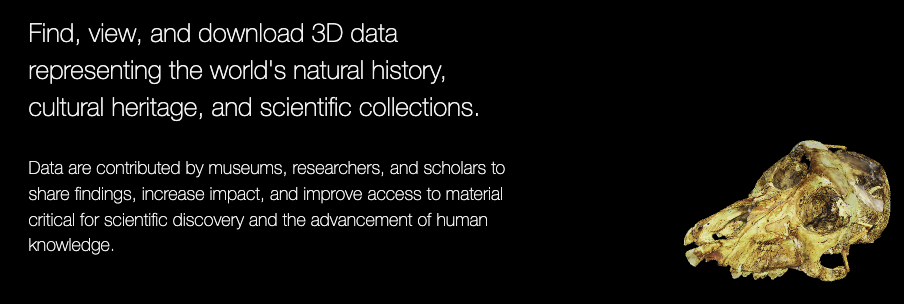 Find, view, and download 3D data
representing the world's natural history,
cultural heritage, and scientific collections.
Data are contributed by museums, researchers, and scholars to
share findings, increase impact, and improve access to material
critical for scientific discovery and the advancement of human
knowledge.